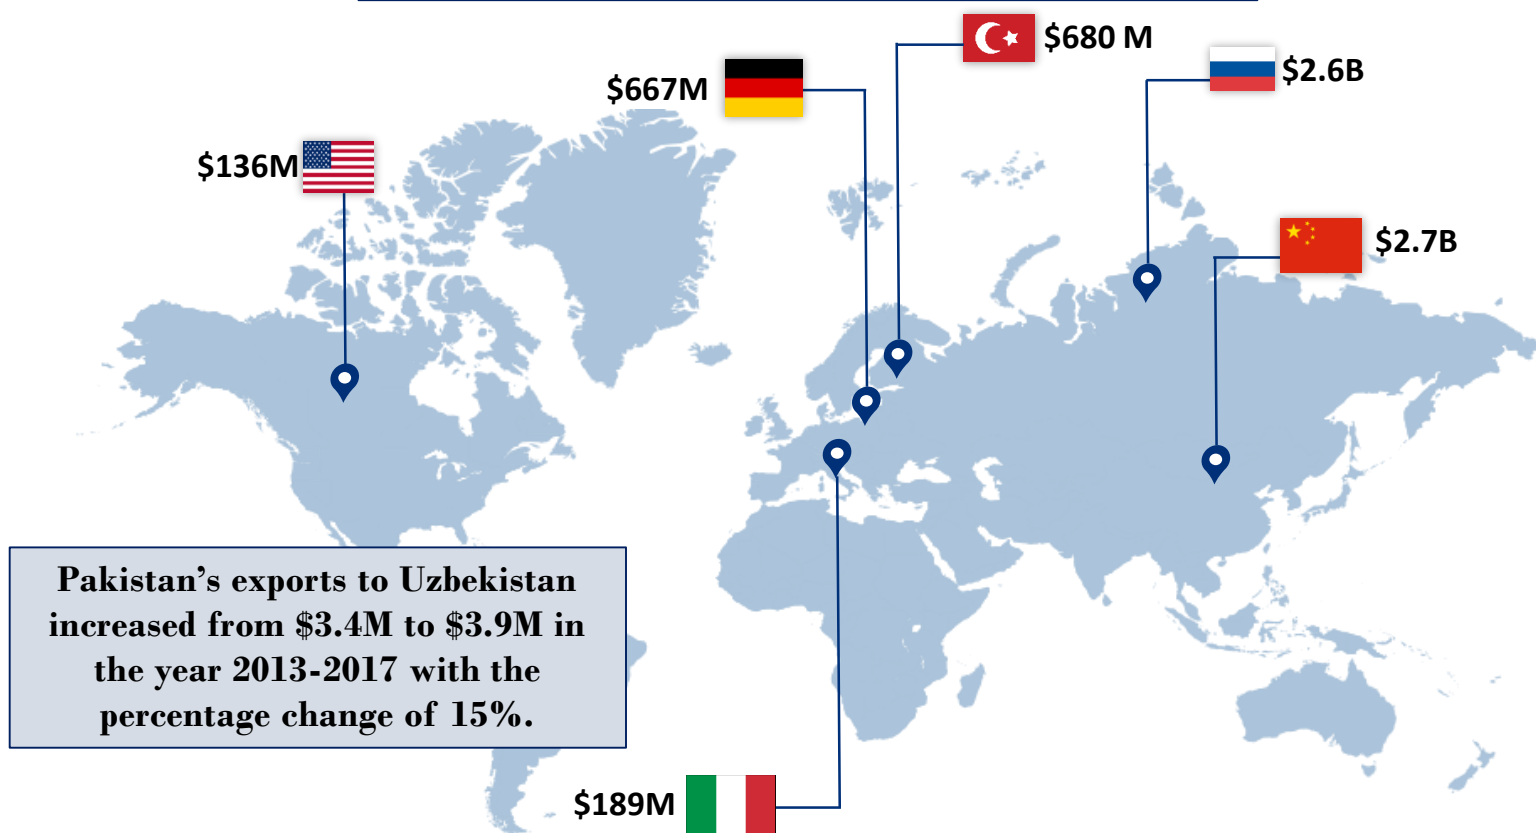 $680 M
$2.6B
$667M
$136M
$2.7B
Pakistan’s exports to Uzbekistan
increased from $3.4M to $3.9M in
the year 2013-2017 with the
percentage change of 15%.
$189M